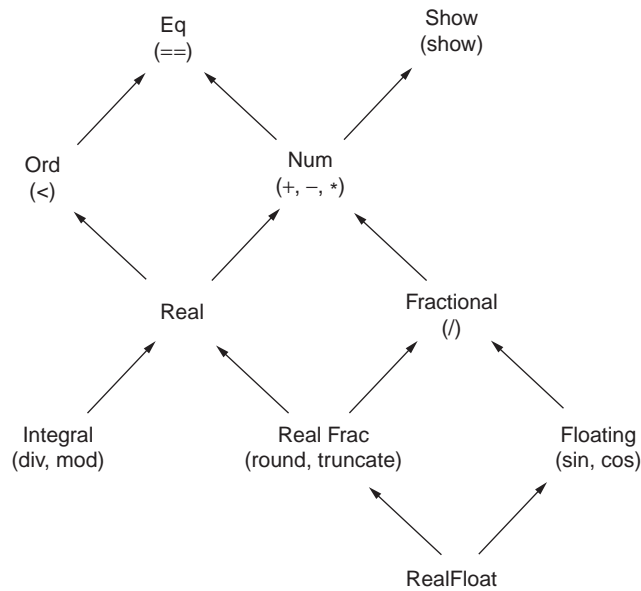 Eq
(==)
Show
(show)
Ord
(<)
Num
(+, −, *)
Real
Fractional
(/)
Integral
(div, mod)
Real Frac
(round, truncate)
Floating
(sin, cos)
RealFloat